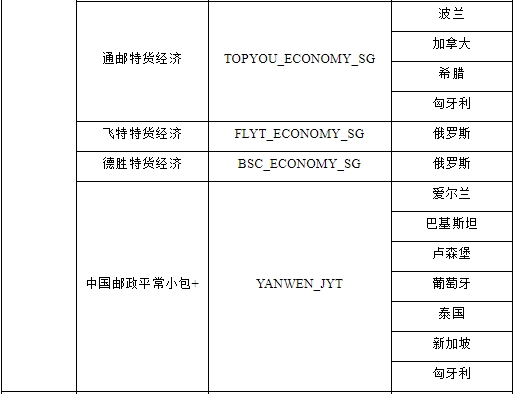 通邮特货经济
TOPYOU_ECONOMY_SG
波兰
加拿大
希腊
匈牙利
飞特特货经济
FLYT_ECONOMY_SG
俄罗斯
德胜特货经济
BSC_ECONOMY_SG
俄罗斯
中国邮政平常小包+
YANWEN_JYT
爱尔兰
巴基斯坦
卢森堡
葡萄牙
泰国
新加坡
匈牙利